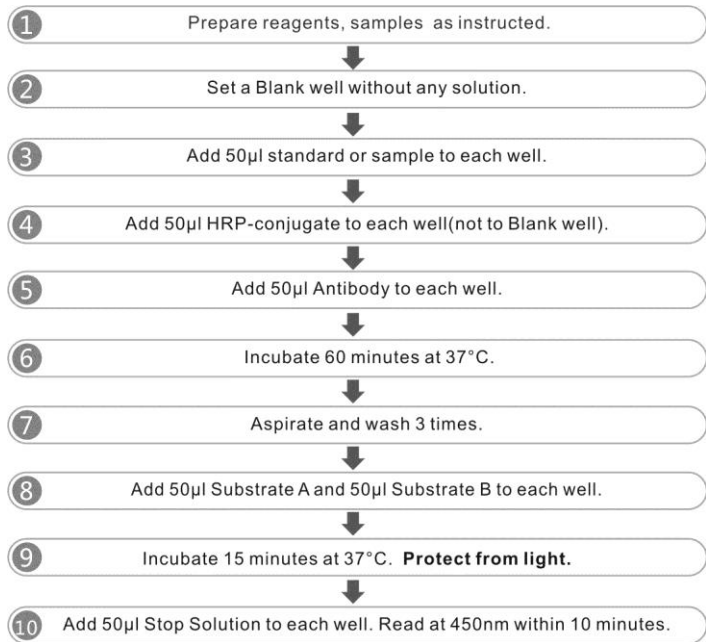 1 Prepare reagents, samples as instructed.
2 Set a Blank well without any solution.
3 Add 50μl standard or sample to each well.
4 Add 50μl HRP-conjugate to each well(not to Blank well).
5 Add 50μl Antibody to each well.
6 Incubate 60 minutes at 37°C.
7 Aspirate and wash 3 times.
8 Add 50μl Substrate A and 50μl Substrate B to each well.
9 Incubate 15 minutes at 37°C. Protect from light.
10 Add 50μl Stop Solution to each well. Read at 450nm within 10 minutes.